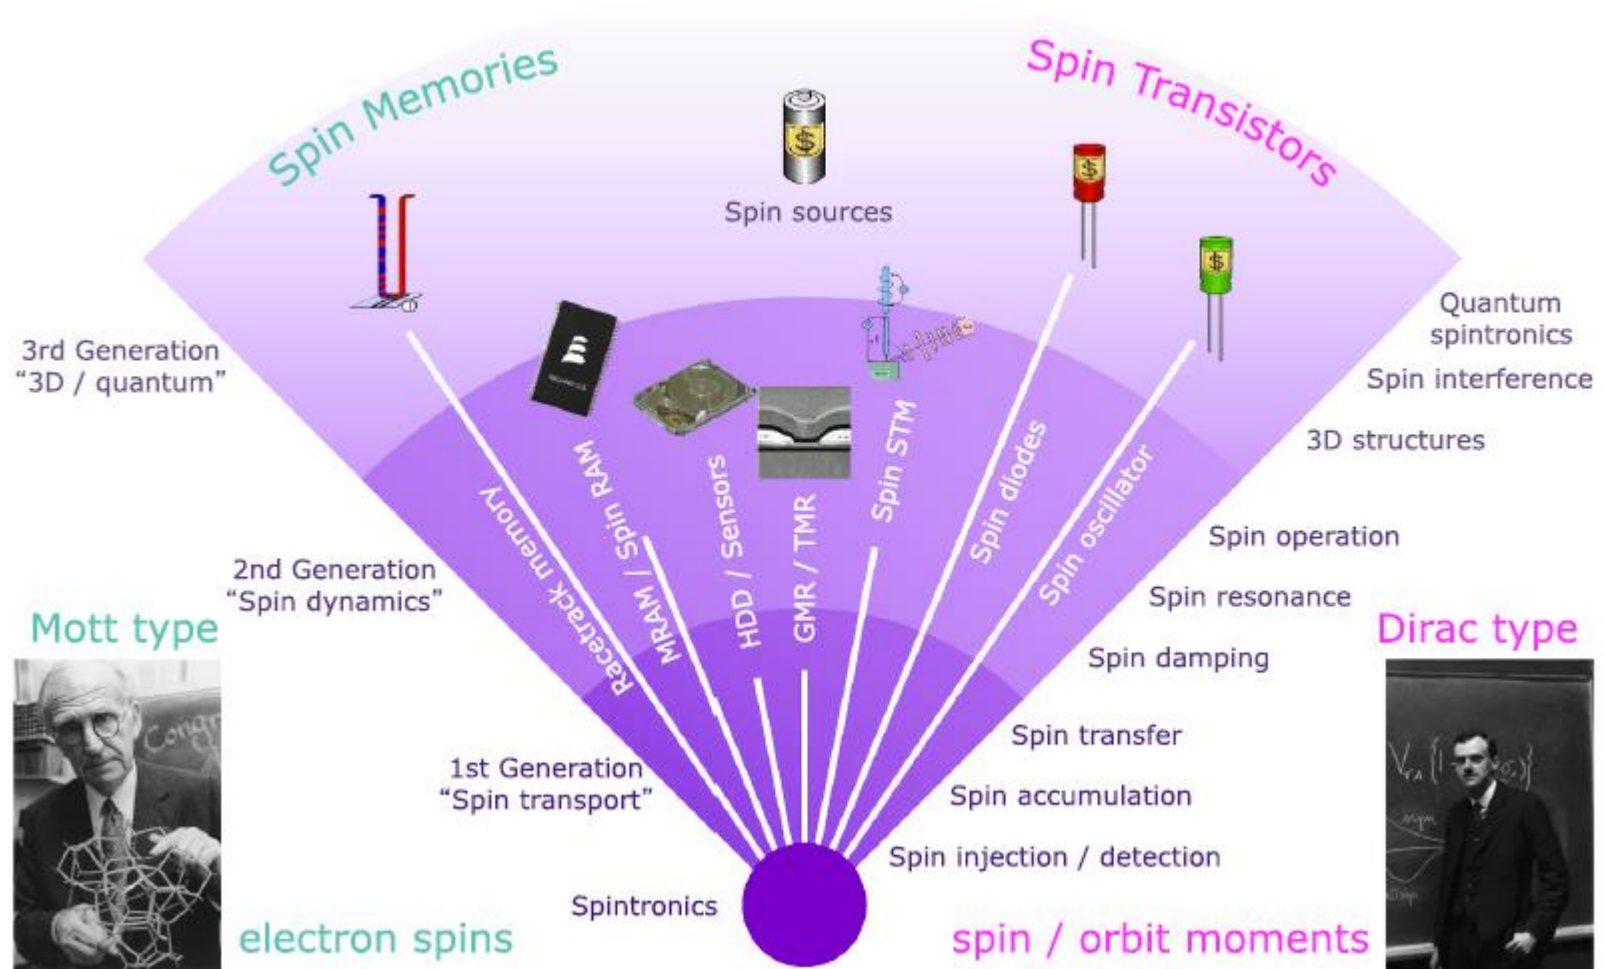 Spin Memories
Spin Transistors
$
Spin sources
$
$
3rd Generation
“3D / quantum”
Quantum
spintronics
Spin interference
3D structures
Racetrack memory
MRAM / Spin RAM
HDD / Sensors
GMR / TMR
Spin STM
Spin diodes
Spin oscillator
2nd Generation
“Spin dynamics”
Spin operation
Spin resonance
Spin damping
Mott type
Dirac type
Congr
1st Generation
“Spin transport”
Spin transfer
Spin accumulation
Spin injection / detection
Spintronics
electron spins
spin / orbit moments